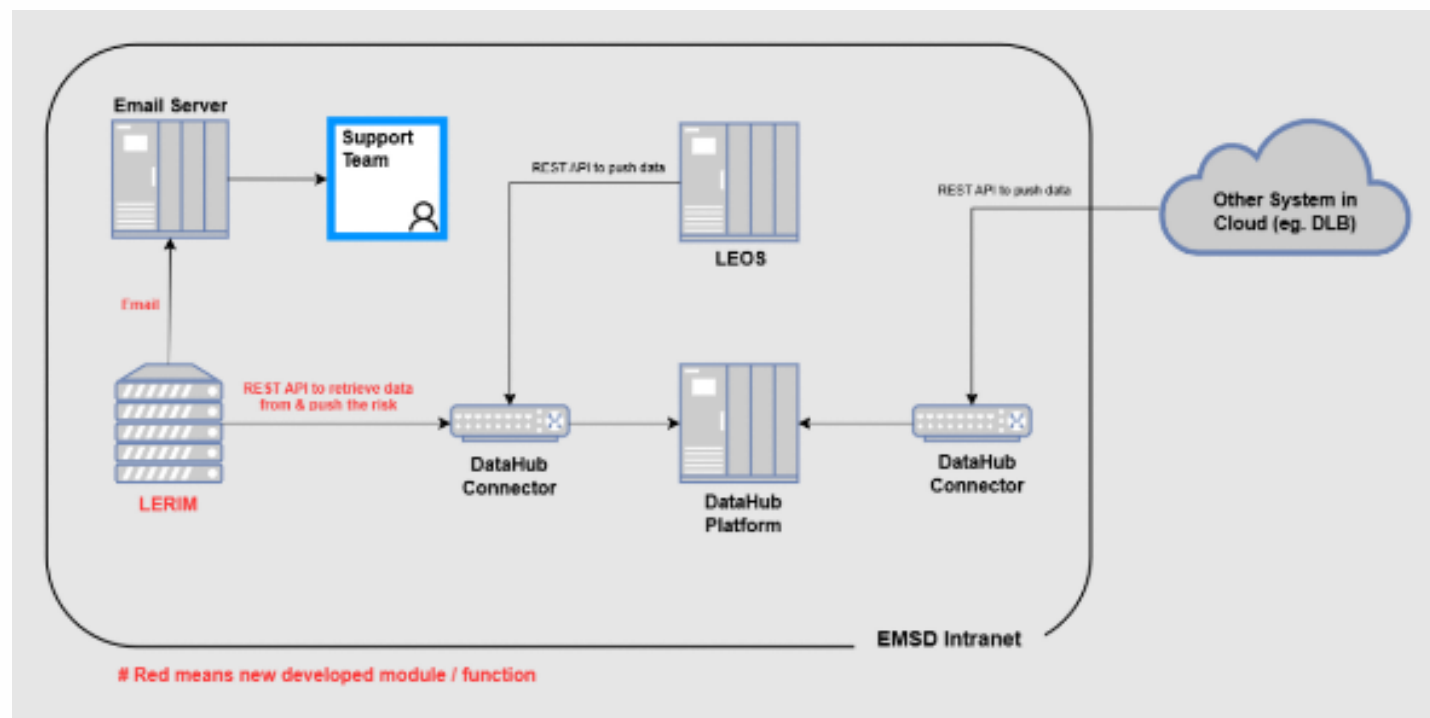 Email Server
Support
Team
REST API to push data
REST API to push data
Other System in
Cloud (eg. DLB)
LEOS
Email
REST API to retrieve data
from & push the risk
LERIM
DataHub
Connector
DataHub
Platform
DataHub
Connector
EMSD Intranet
# Red means new developed module / function